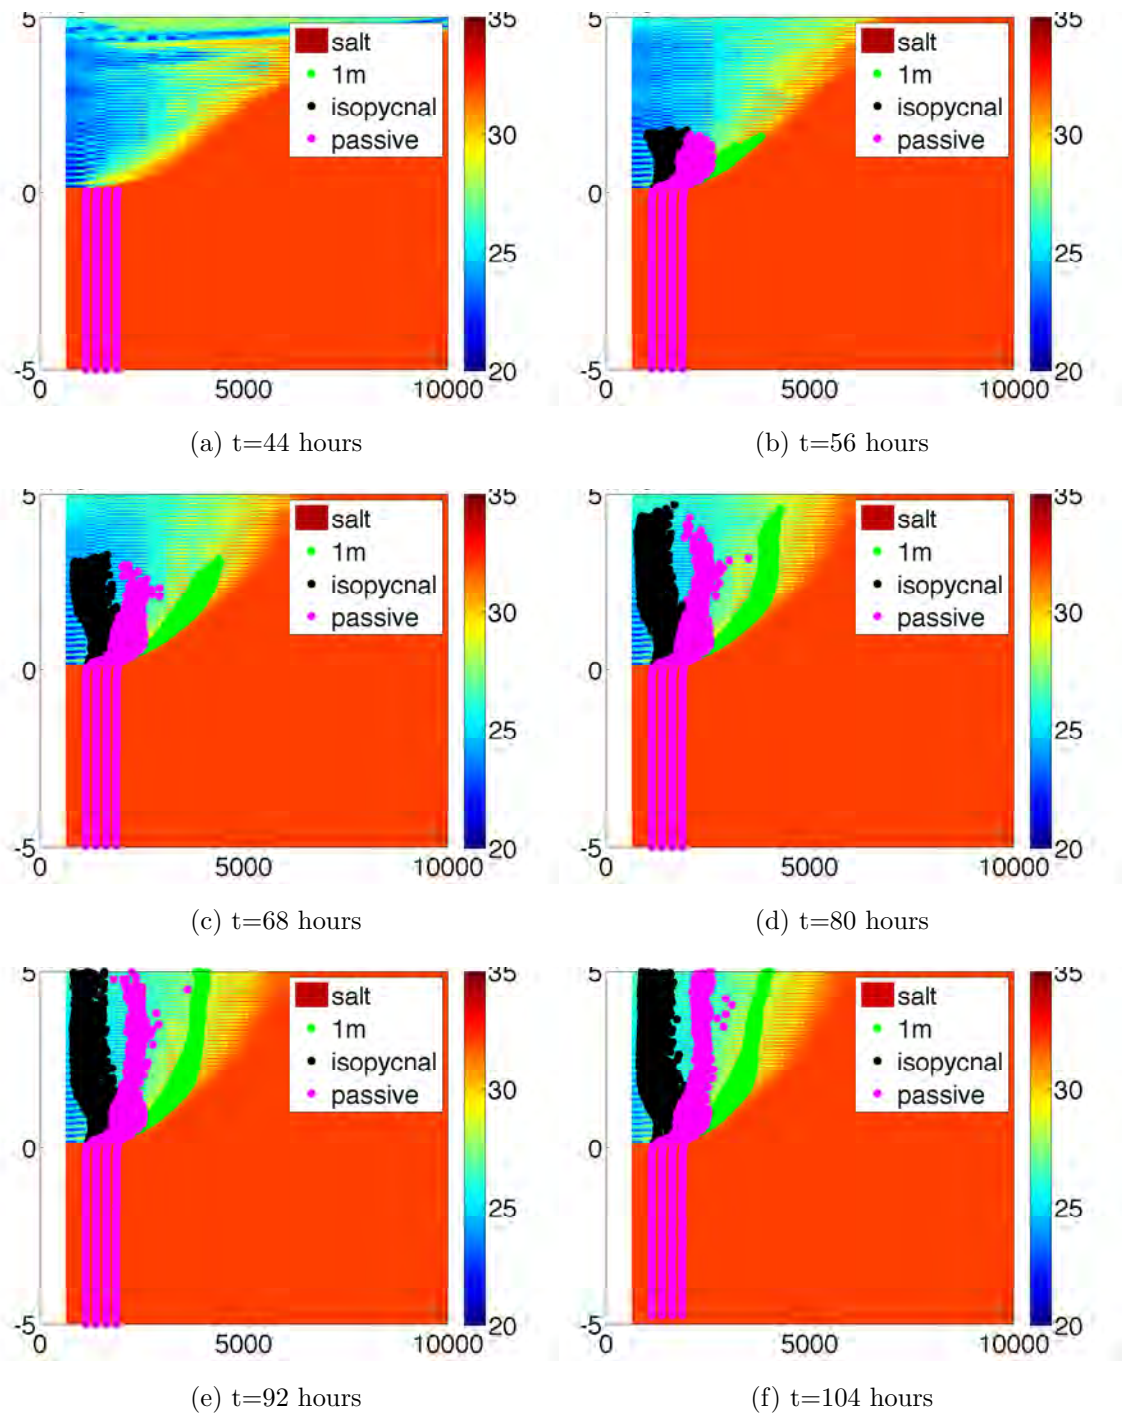 5 35 5 35
salt salt
1m 1m
isopycnal 30 isopycnal 30
passive passive
0 0
25 25
-5 20 -5 20
0 5000 10000 0 5000 10000
(a) t=44 hours (b) t=56 hours
5 35 5 35
salt salt
1m 1m
isopycnal 30 isopycnal 30
passive passive
0 0
25 25
-5 20 -5 20
0 5000 10000 0 5000 10000
(c) t=68 hours (d) t=80 hours
5 35 5 35
salt salt
1m 1m
isopycnal 30 isopycnal 30
passive passive
0 0
25 25
-5 20 -5 20
0 5000 10000 0 5000 10000
(e) t=92 hours (f) t=104 hours